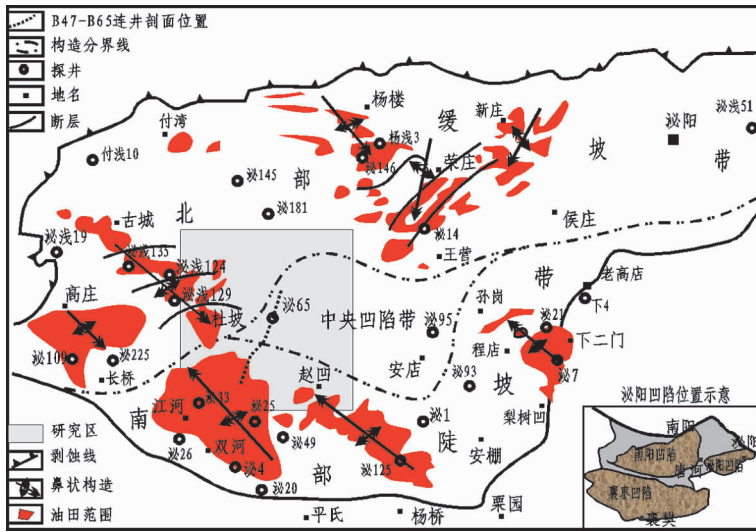 B47-B65连井剖面位置
构造分界线
探井
地名
断层
付湾
杨楼
新庄
泌浅51
泌阳
付浅10
杨浅3
泌146
荣庄
缓
坡
带
泌145
部
泌181
北
古城
泌14
王营
侯庄
泌浅19
泌浅135
泌浅124
泌浅129
高庄
杜坡
泌65
中央凹陷带
泌95
孙岗
带
老高店
下4
泌21
下二门
程店
泌7
泌109
泌225
长桥
赵凹
安店
泌93
坡
梨树凹
泌阳凹陷位置示意
南
江河
泌33
泌25
双河
泌26
泌49
泌4
泌20
泌1
陡
安棚
泌125
部
平氏
杨桥
栗园
研究区
剥蚀线
鼻状构造
油田范围
南阳
泌阳
南阳凹陷
唐河
泌阳凹陷
襄枣凹陷
襄樊